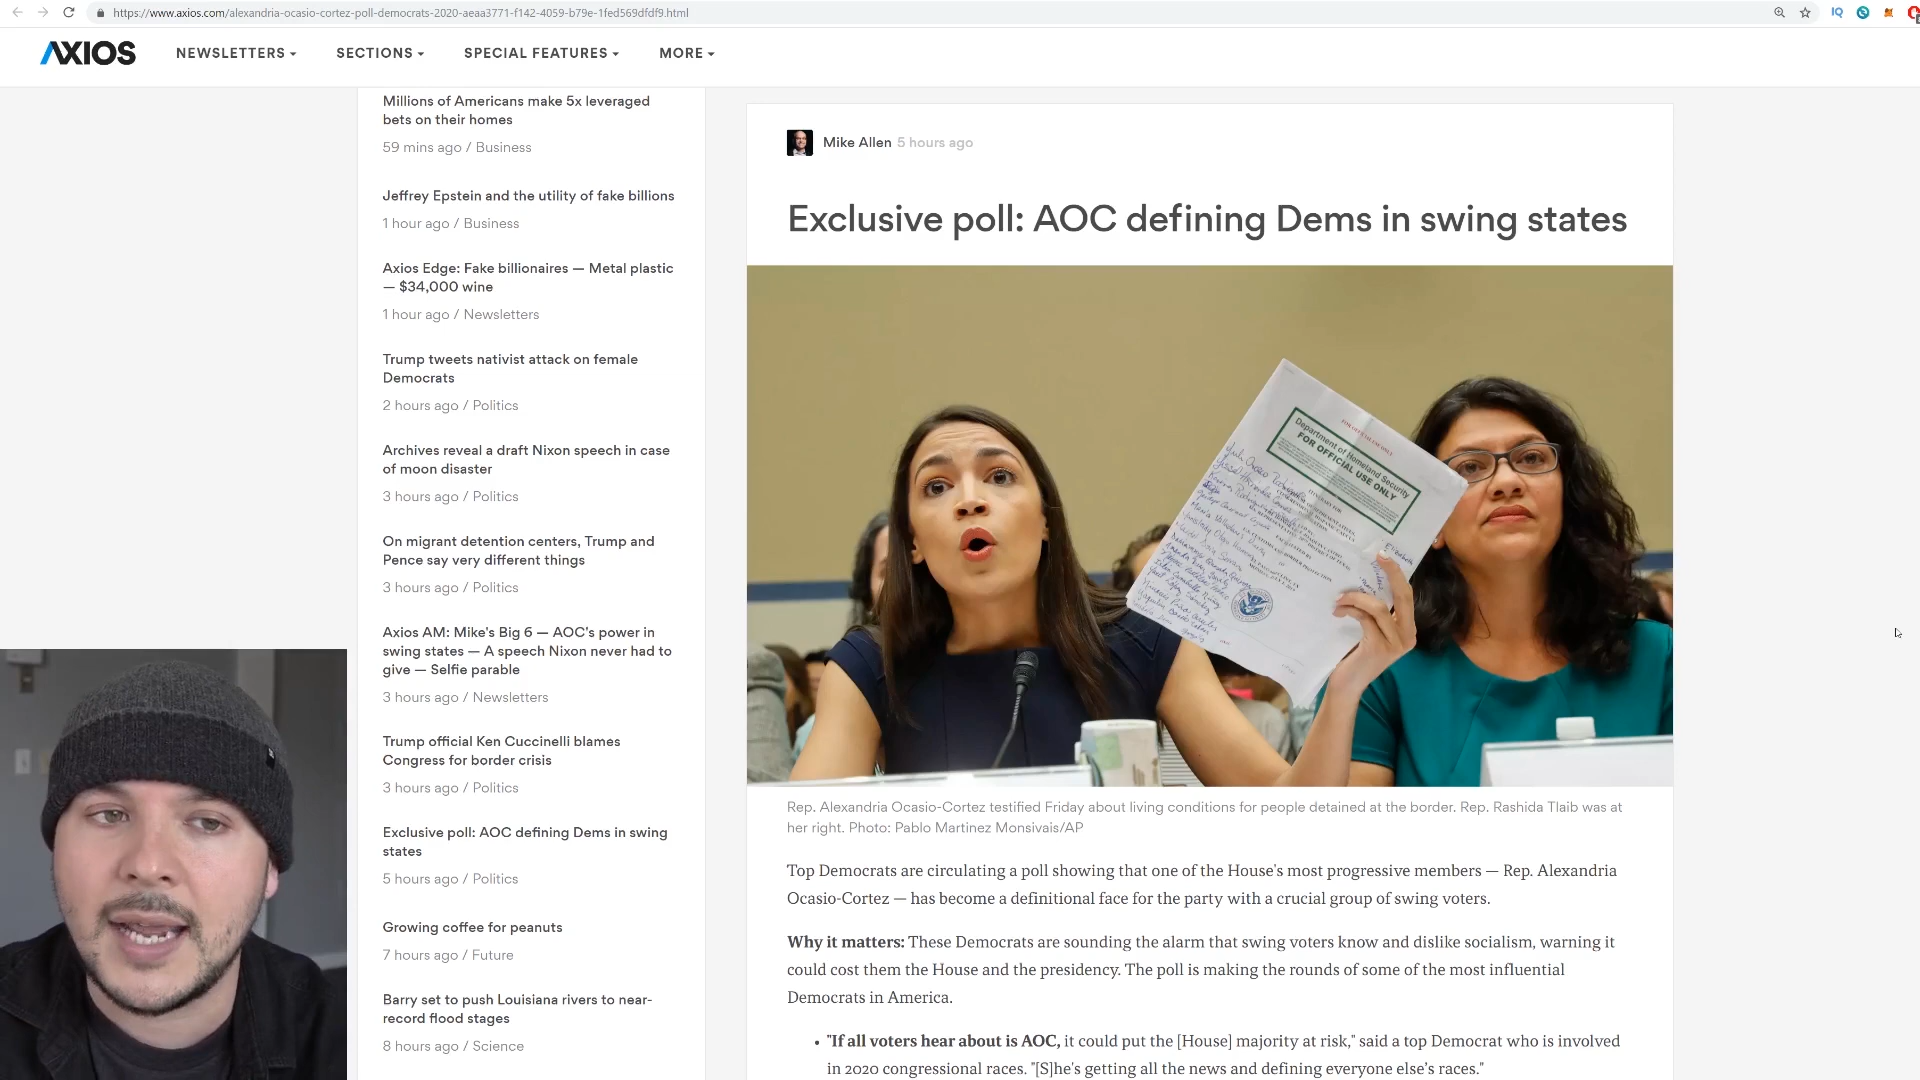 https://www.axios.com/alexandria-ocasio-cortez-poll-democrats-2020-aeaa3771-f142-4059-b79e-1fed569dfdf9.html
AXIOS
NEWSLETTERS
SECTIONS
SPECIAL FEATURES
MORE
Millions of Americans make 5x leveraged
bets on their homes
59 mins ago / Business
Jeffrey Epstein and the utility of fake billions
1 hour ago / Business
Axios Edge: Fake billionaires — Metal plastic
— $34,000 wine
1 hour ago / Newsletters
Trump tweets nativist attack on female
Democrats
2 hours ago / Politics
Archives reveal a draft Nixon speech in case
of moon disaster
3 hours ago / Politics
On migrant detention centers, Trump and
Pence say very different things
3 hours ago / Politics
Axios AM: Mike's Big 6 — AOC's power in
swing states — A speech Nixon never had to
give — Selfie parable
3 hours ago / Newsletters
Trump official Ken Cuccinelli blames
Congress for border crisis
3 hours ago / Politics
Exclusive poll: AOC defining Dems in swing
states
5 hours ago / Politics
Growing coffee for peanuts
7 hours ago / Future
Barry set to push Louisiana rivers to near-
record flood stages
8 hours ago / Science
Mike Allen 5 hours ago
Exclusive poll: AOC defining Dems in swing states
FOR OFFICIAL USE ONLY
Department of Homeland Security
FOR OFFICIAL USE ONLY
Rep. Alexandria Ocasio-Cortez testified Friday about living conditions for people detained at the border. Rep. Rashida Tlaib was at
her right. Photo: Pablo Martinez Monsivais/AP
Top Democrats are circulating a poll showing that one of the House's most progressive members — Rep. Alexandria
Ocasio-Cortez — has become a definitional face for the party with a crucial group of swing voters.
Why it matters: These Democrats are sounding the alarm that swing voters know and dislike socialism, warning it
could cost them the House and the presidency. The poll is making the rounds of some of the most influential
Democrats in America.
• "If all voters hear about is AOC, it could put the [House] majority at risk," said a top Democrat who is involved
in 2020 congressional races. "[S]he's getting all the news and defining everyone else's races."
IQ